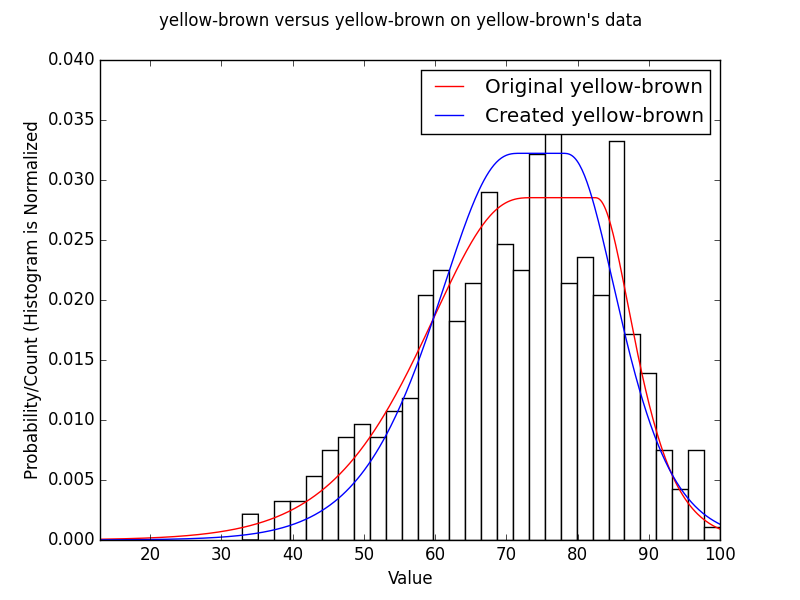 yellow-brown versus yellow-brown on yellow-brown's data
0.040
0.035
0.030
0.025
0.020
0.015
0.010
0.005
0.000
Probability/Count (Histogram is Normalized
Original yellow-brown
Created yellow-brown
20 30 40 50 60 70 80 90 100
Value